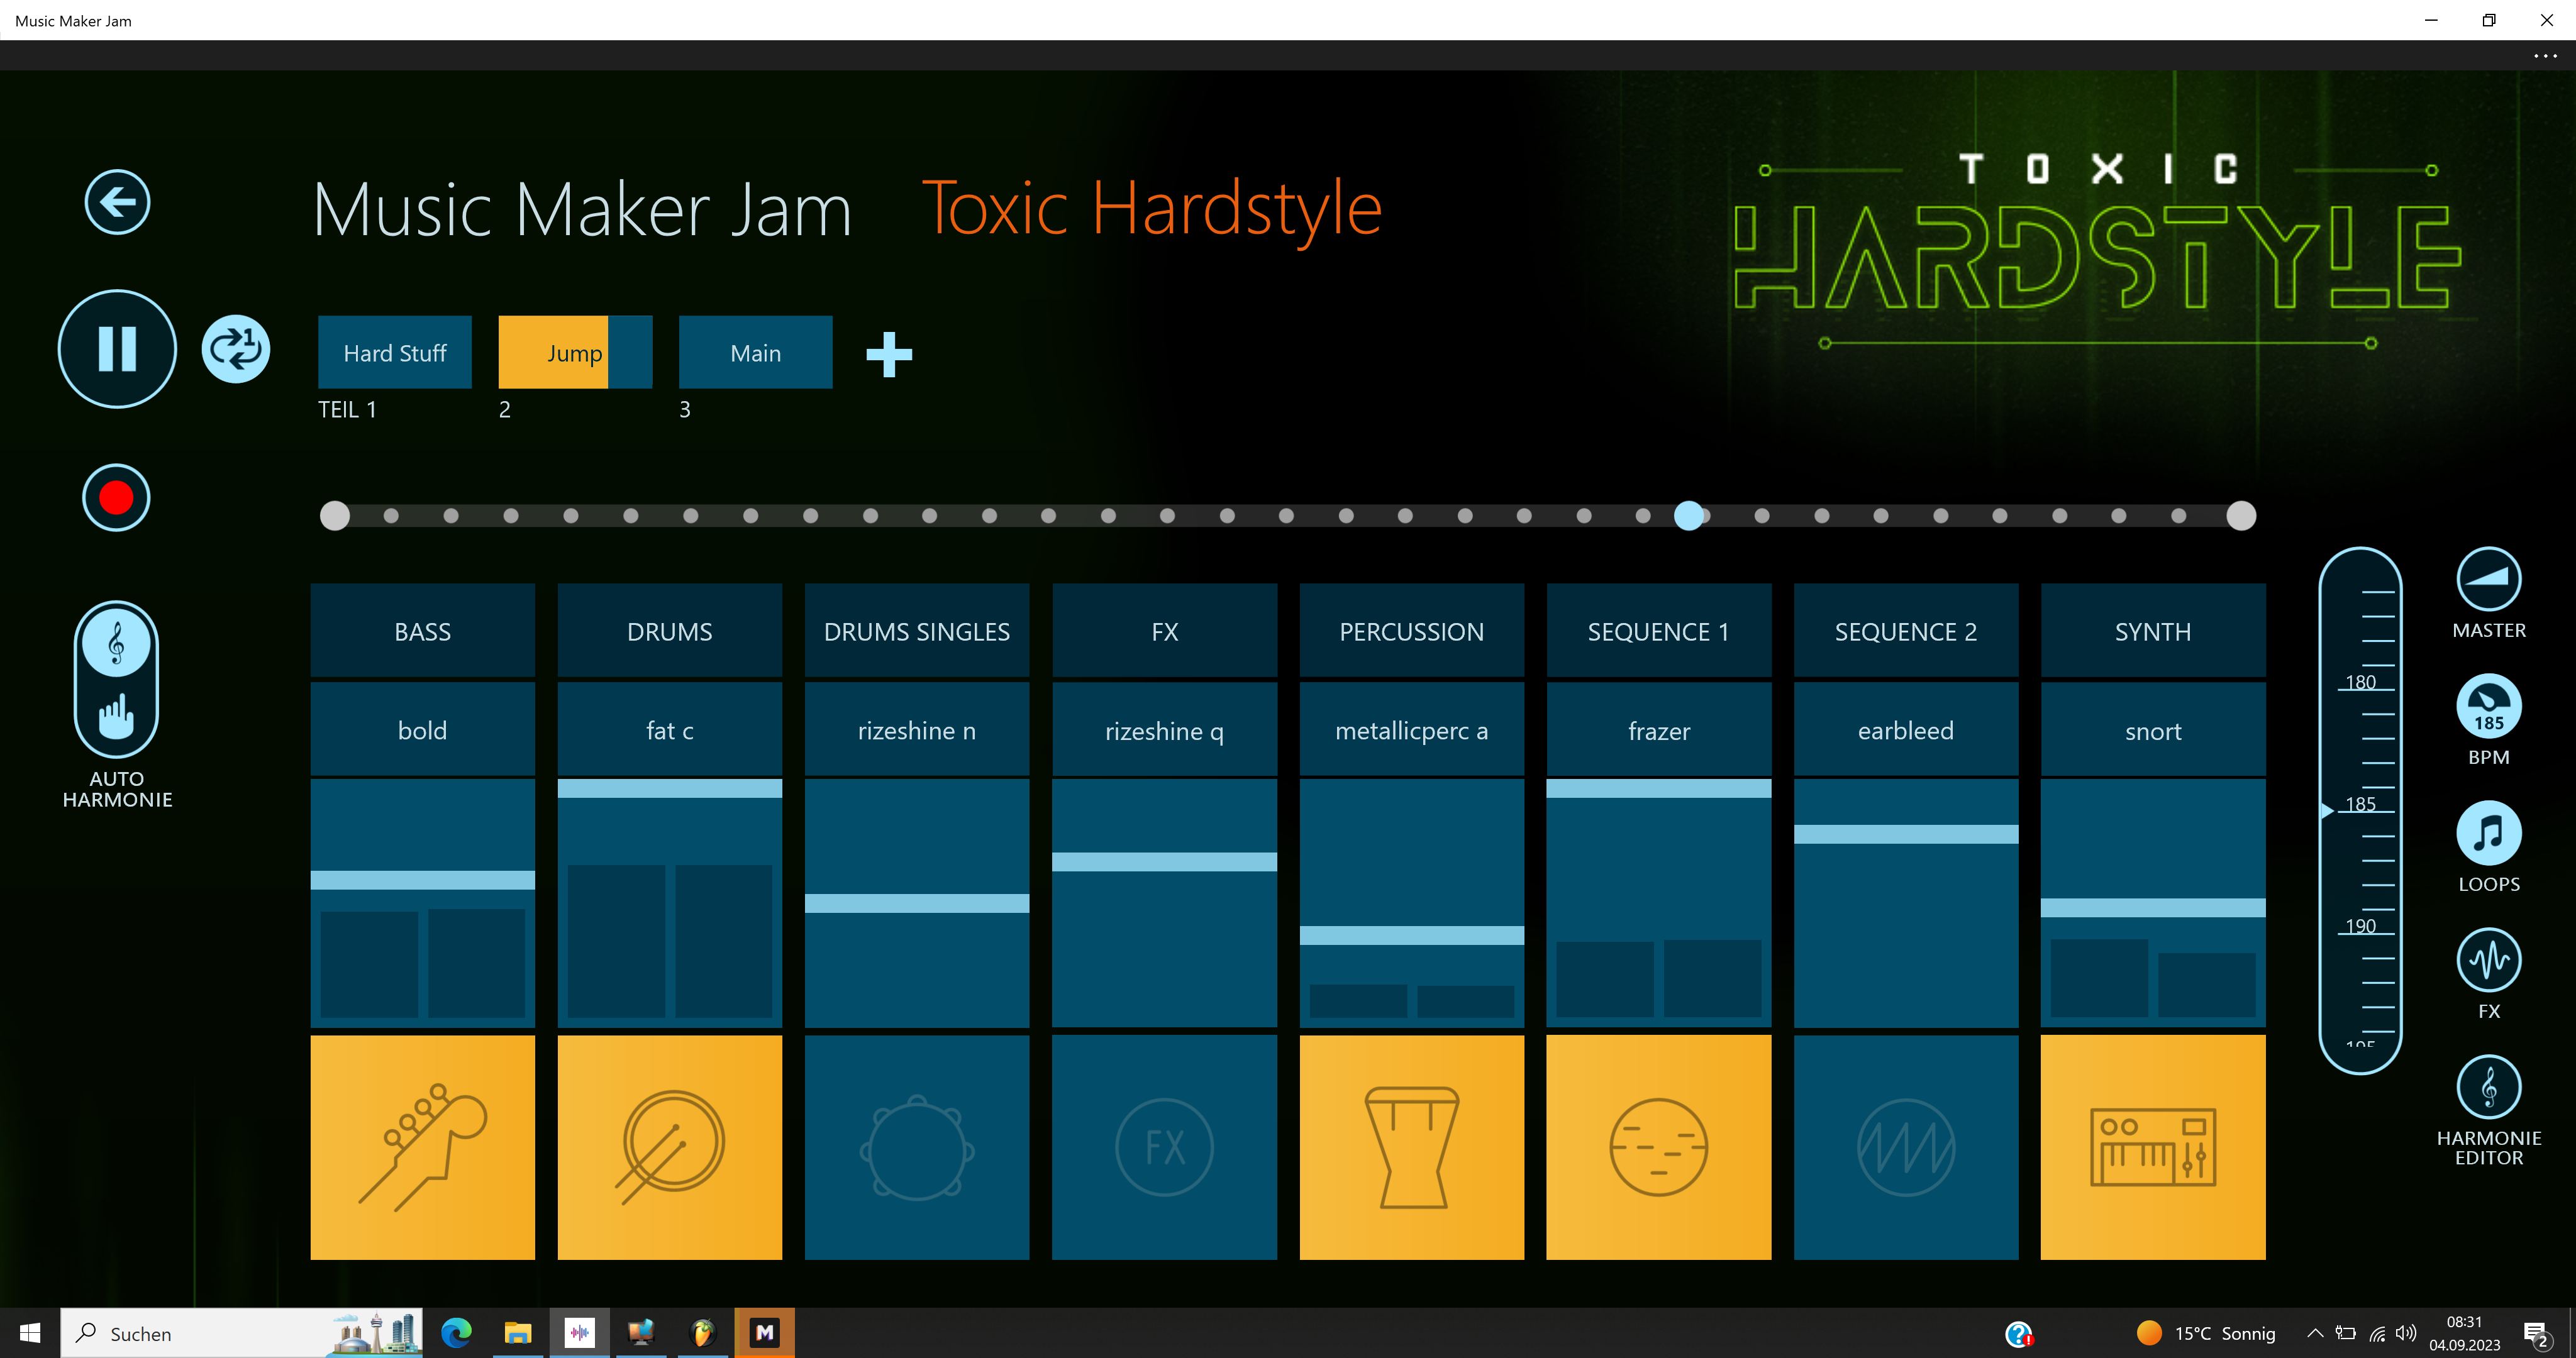 Music Maker Jam
Music Maker Jam Toxic Hardstyle
TOXIC
HARDSTYLE
1
Hard Stuff Jump Main
TEIL 1 2 3
AUTO
HARMONIE
BASS DRUMS DRUMS SINGLES FX PERCUSSION SEQUENCE 1 SEQUENCE 2 SYNTH
bold fat c rizeshine n rizeshine q metallicperc a frazer earbleed snort
FX
180
185
190
195
MASTER
185
BPM
LOOPS
FX
HARMONIE
EDITOR
Suchen
M
15°C Sonnig
08:31
04.09.2023
2